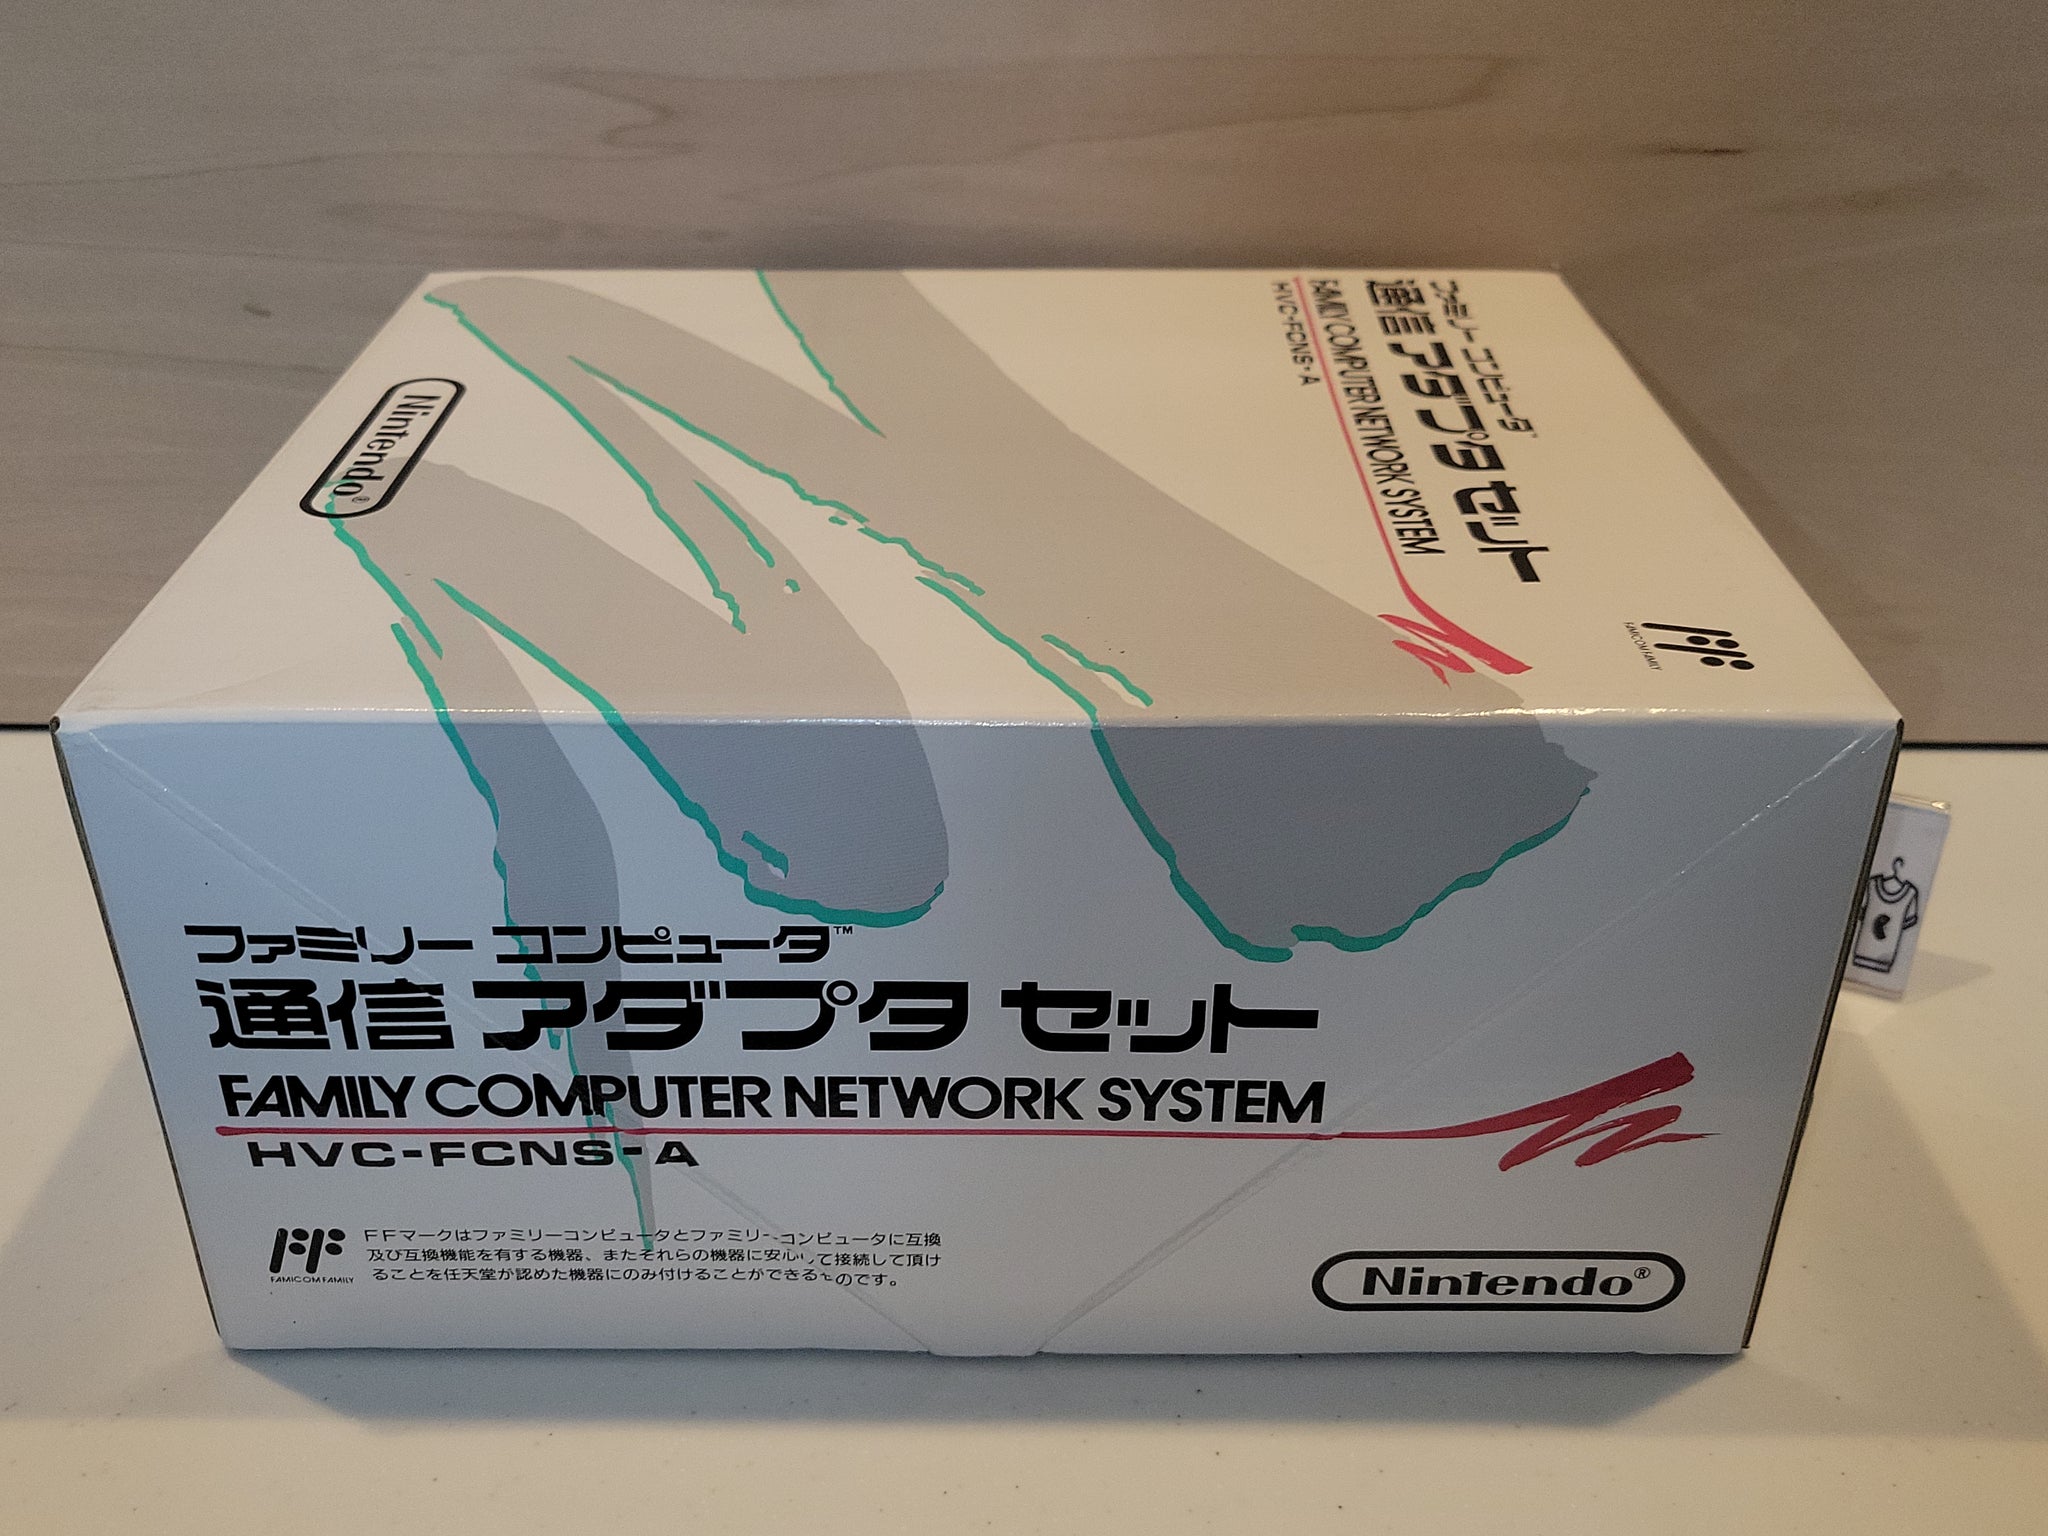 ファミリー コンピュータ™
通信 アダプタ セット
FAMILY COMPUTER NETWORK SYSTEM
HVC-FCNS-A
Nintendo®
FF
FAMICOM FAMILY
ファミリー コンピュータ™
通信 アダプタ セット
FAMILY COMPUTER NETWORK SYSTEM
HVC-FCNS-A
FF
FAMICOM FAMILY
FFマークはファミリーコンピュータとファミリーコンピュータに互換
及び互換機能を有する機器、またそれらの機器に安心して接続して頂け
ることを任天堂が認めた機器にのみ付けることができるものです。
Nintendo®